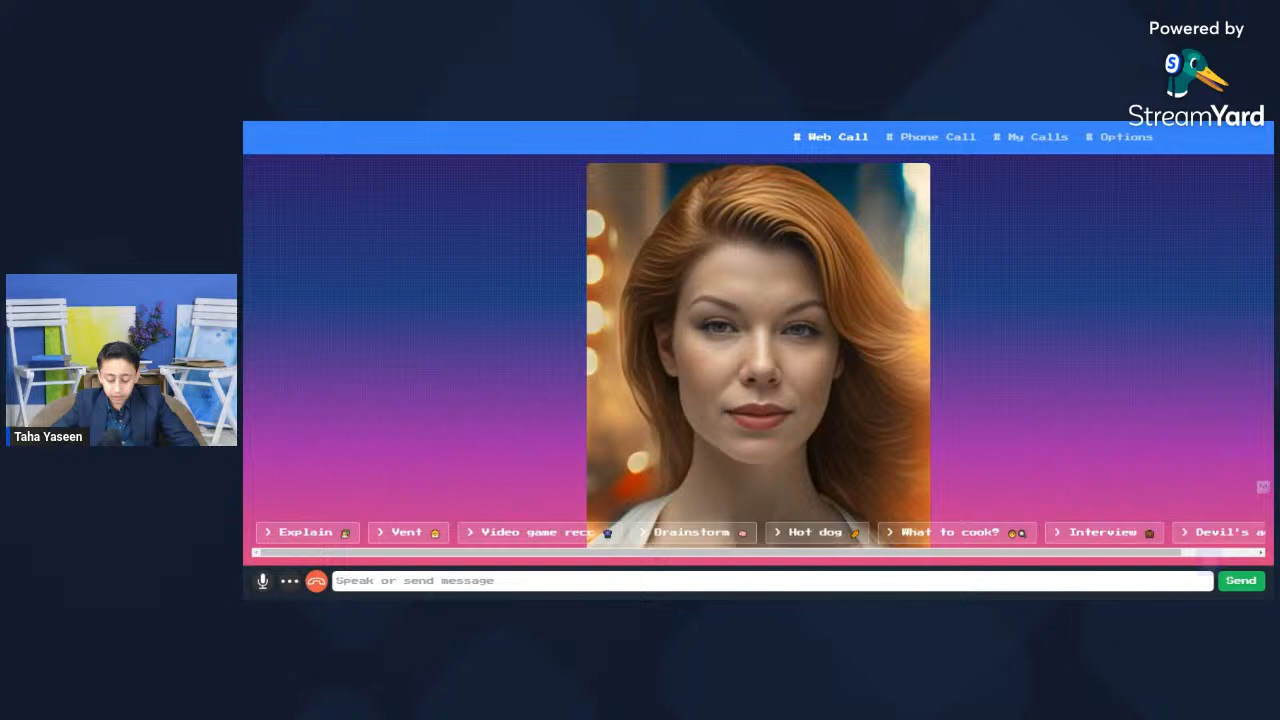 Powered by
StreamYard
# Web Call # Phone Call # My Calls # Options
Taha Yaseen
> Explain
> Vent
> Video game rec
> Brainstorm
> Hot dog
> What to cook?
> Interview
> Devil's a
Speak or send message
Send